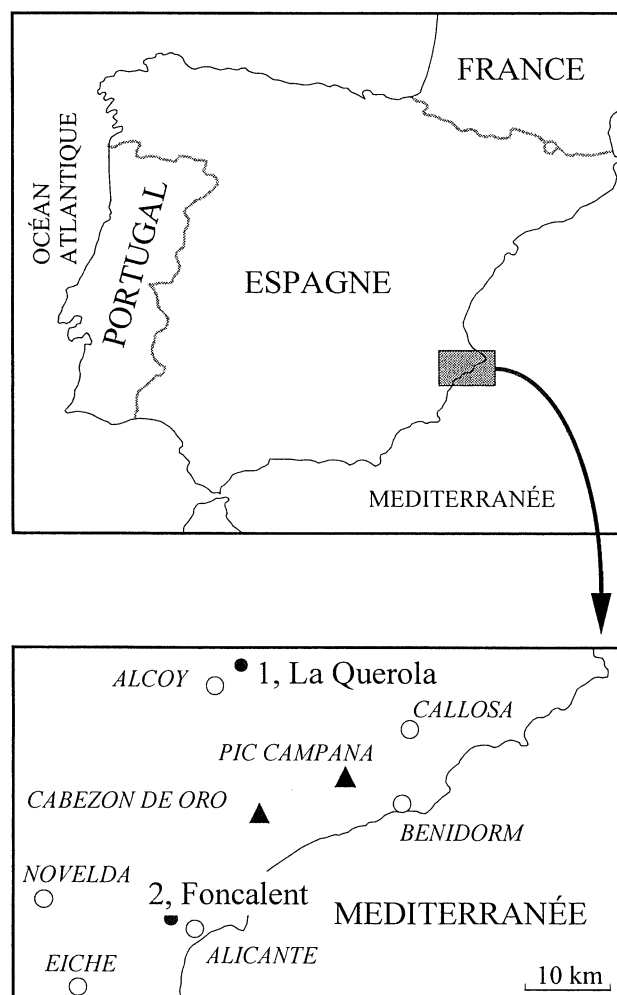 FRANCE
OCÉAN
ATLANTIQUE
PORTUGAL
ESPAGNE
MEDITERRANÉE
ALCOY
1, La Querola
CALLOSA
PIC CAMPANA
CABEZON DE ORO
BENIDORM
NOVELDA
2, Foncalent
MEDITERRANÉE
EICHE
ALICANTE
10 km